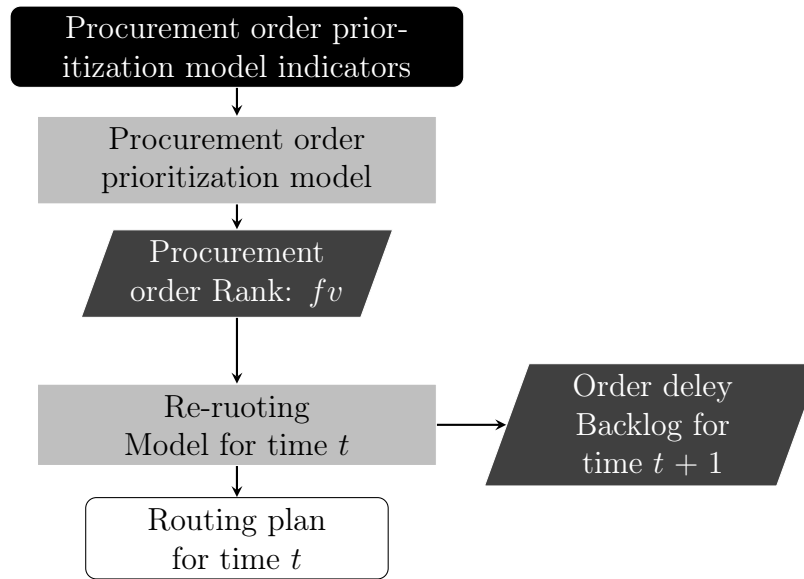 Procurement order prior-
itization model indicators
Procurement order
prioritization model
Procurement
order Rank: fv
Re-ruoting
Model for time t
Order deley
Backlog for
time t + 1
Routing plan
for time t